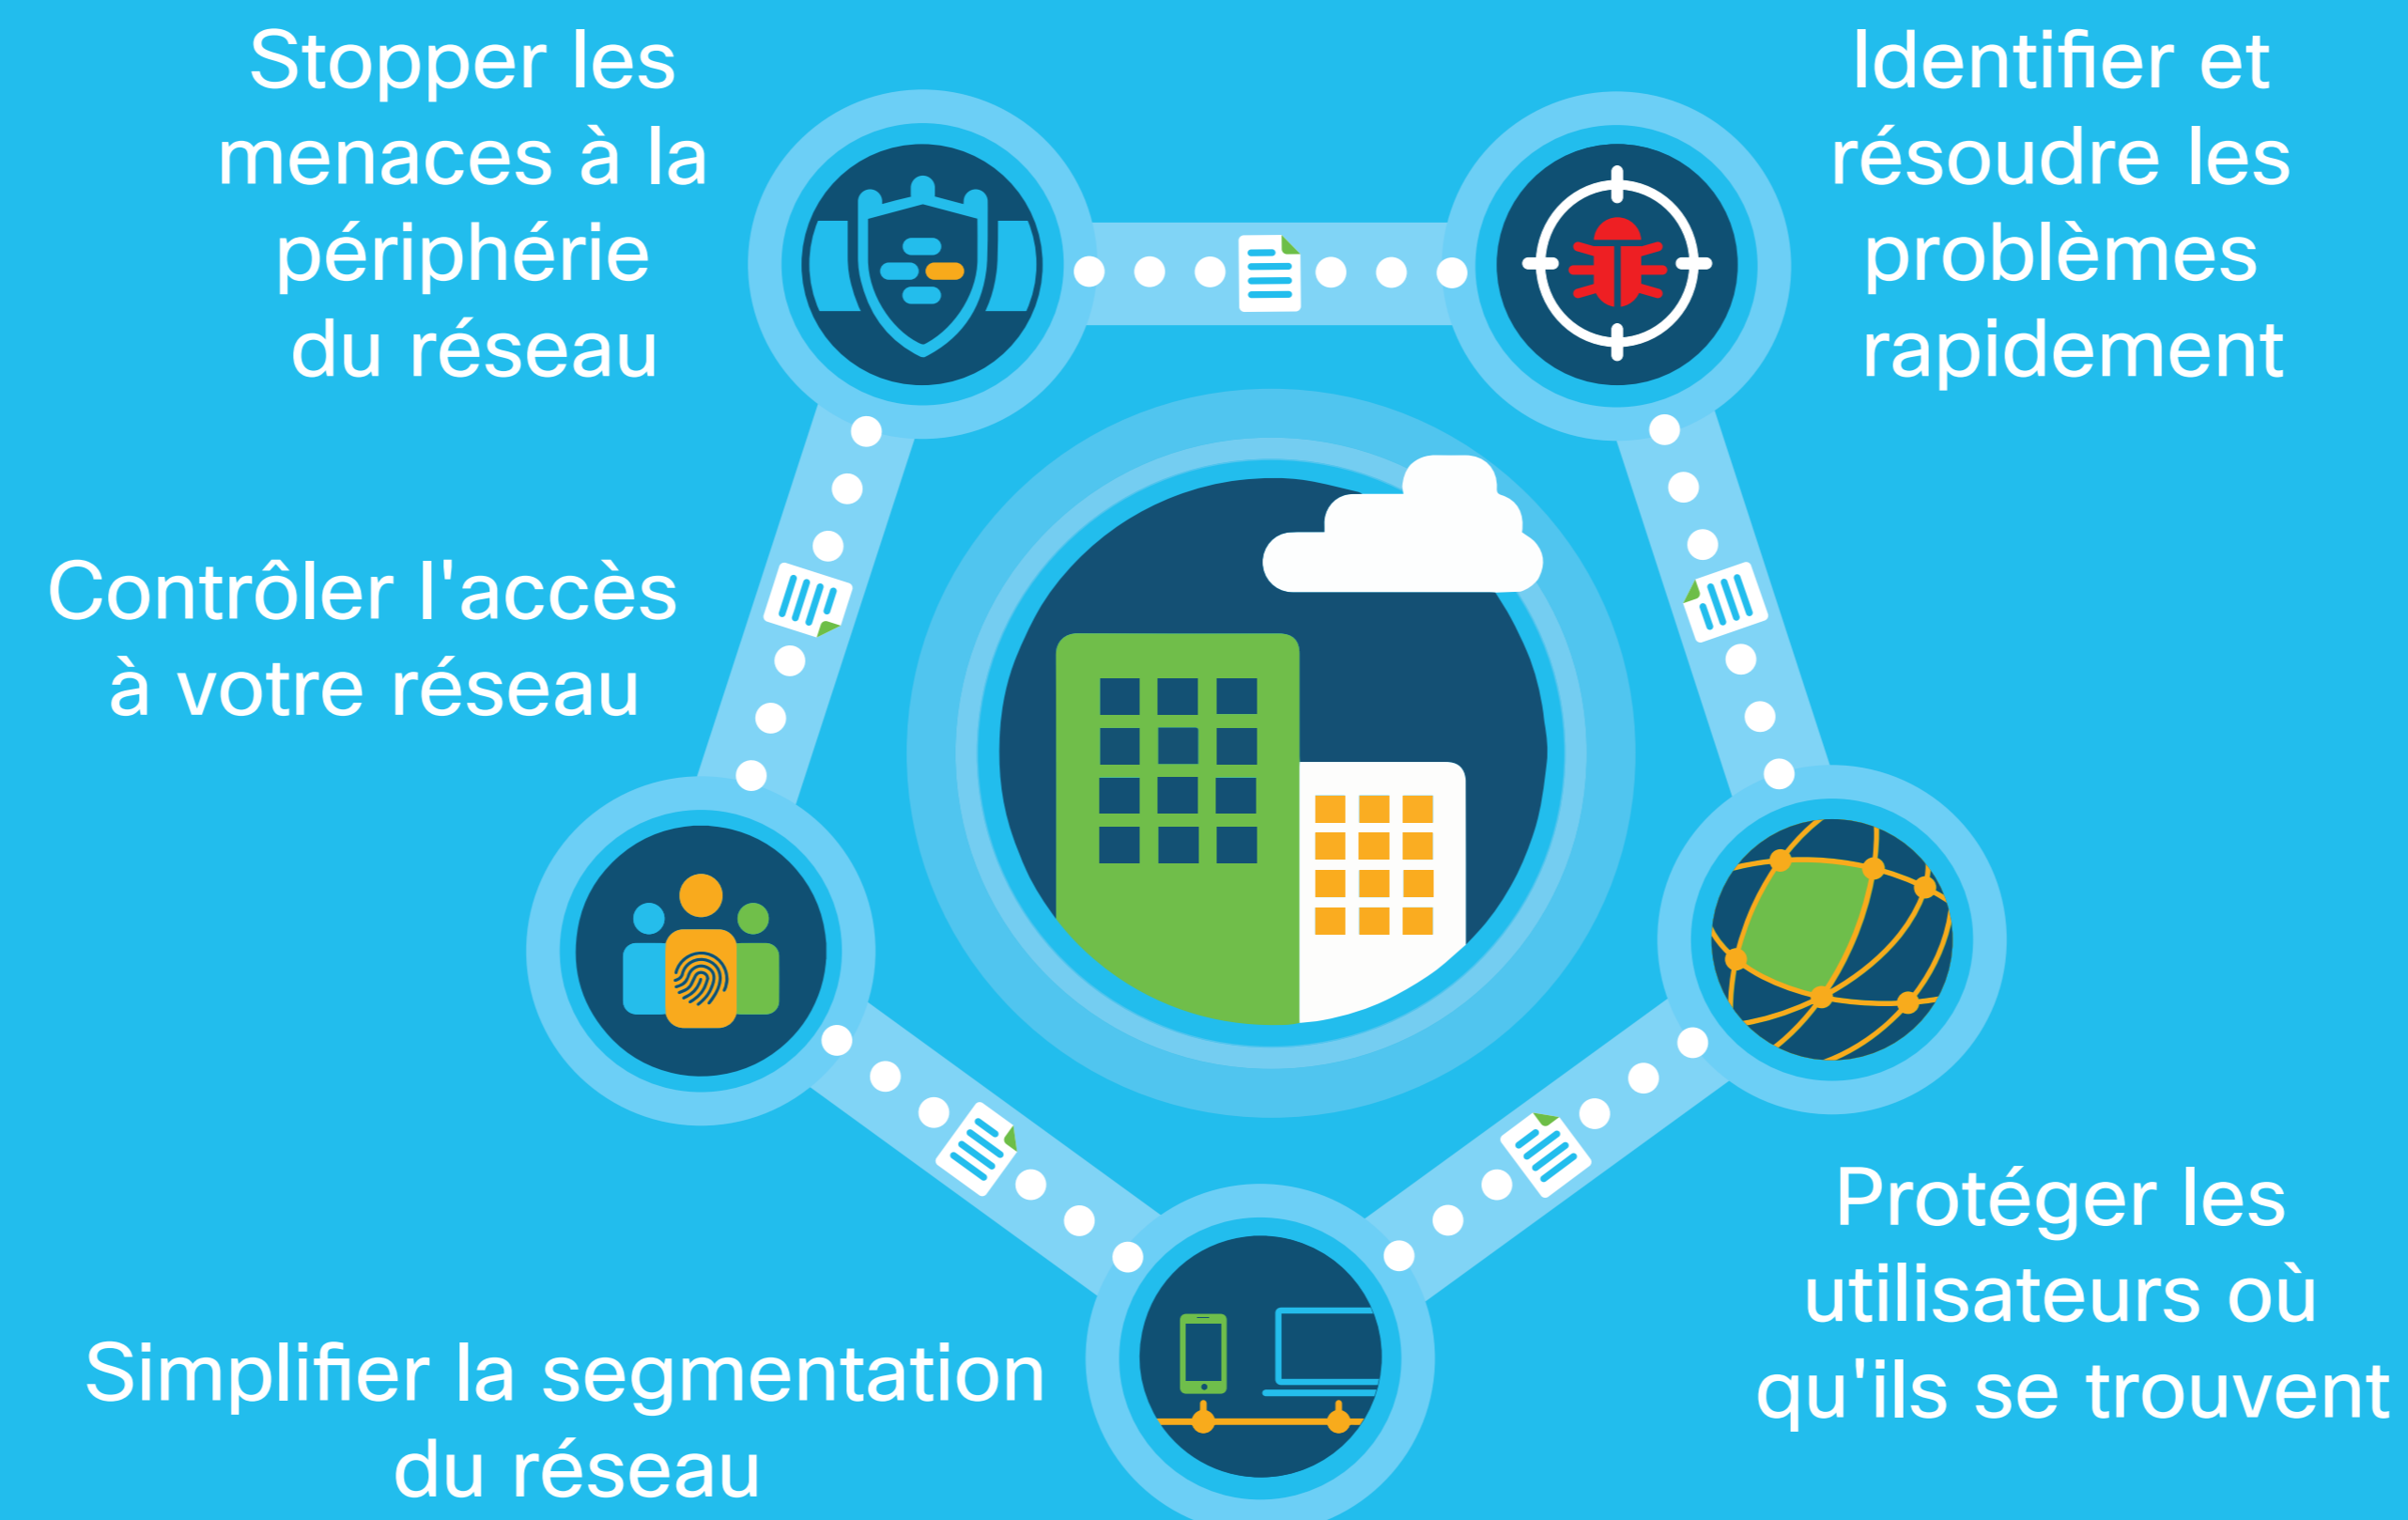 Stopper les
menaces à la
périphérie
du réseau
Identifier et
résoudre les
problèmes
rapidement
Contrôler l'accès
à votre réseau
Protéger les
utilisateurs où
qu'ils se trouvent
Simplifier la segmentation
du réseau